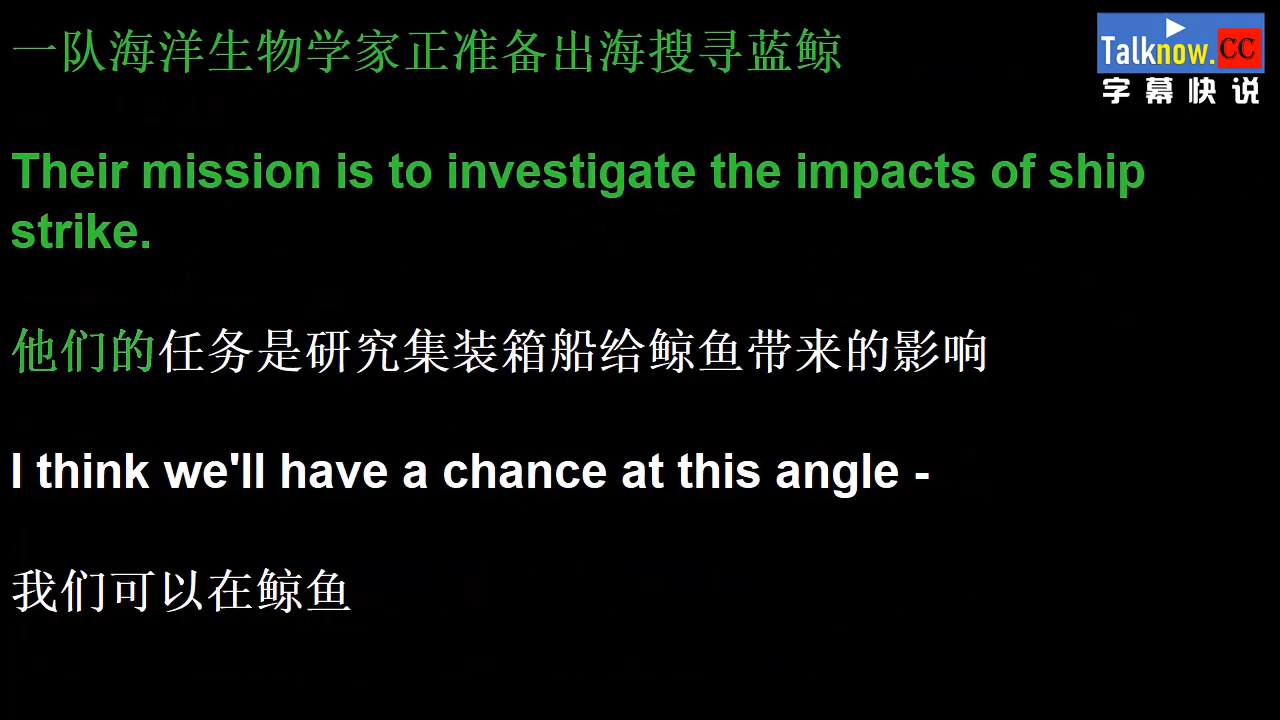 一队海洋生物学家正准备出海搜寻蓝鲸
Talknow.CC
字幕快说
Their mission is to investigate the impacts of ship
strike.
他们的任务是研究集装箱船给鲸鱼带来的影响
I think we'll have a chance at this angle -
我们可以在鲸鱼